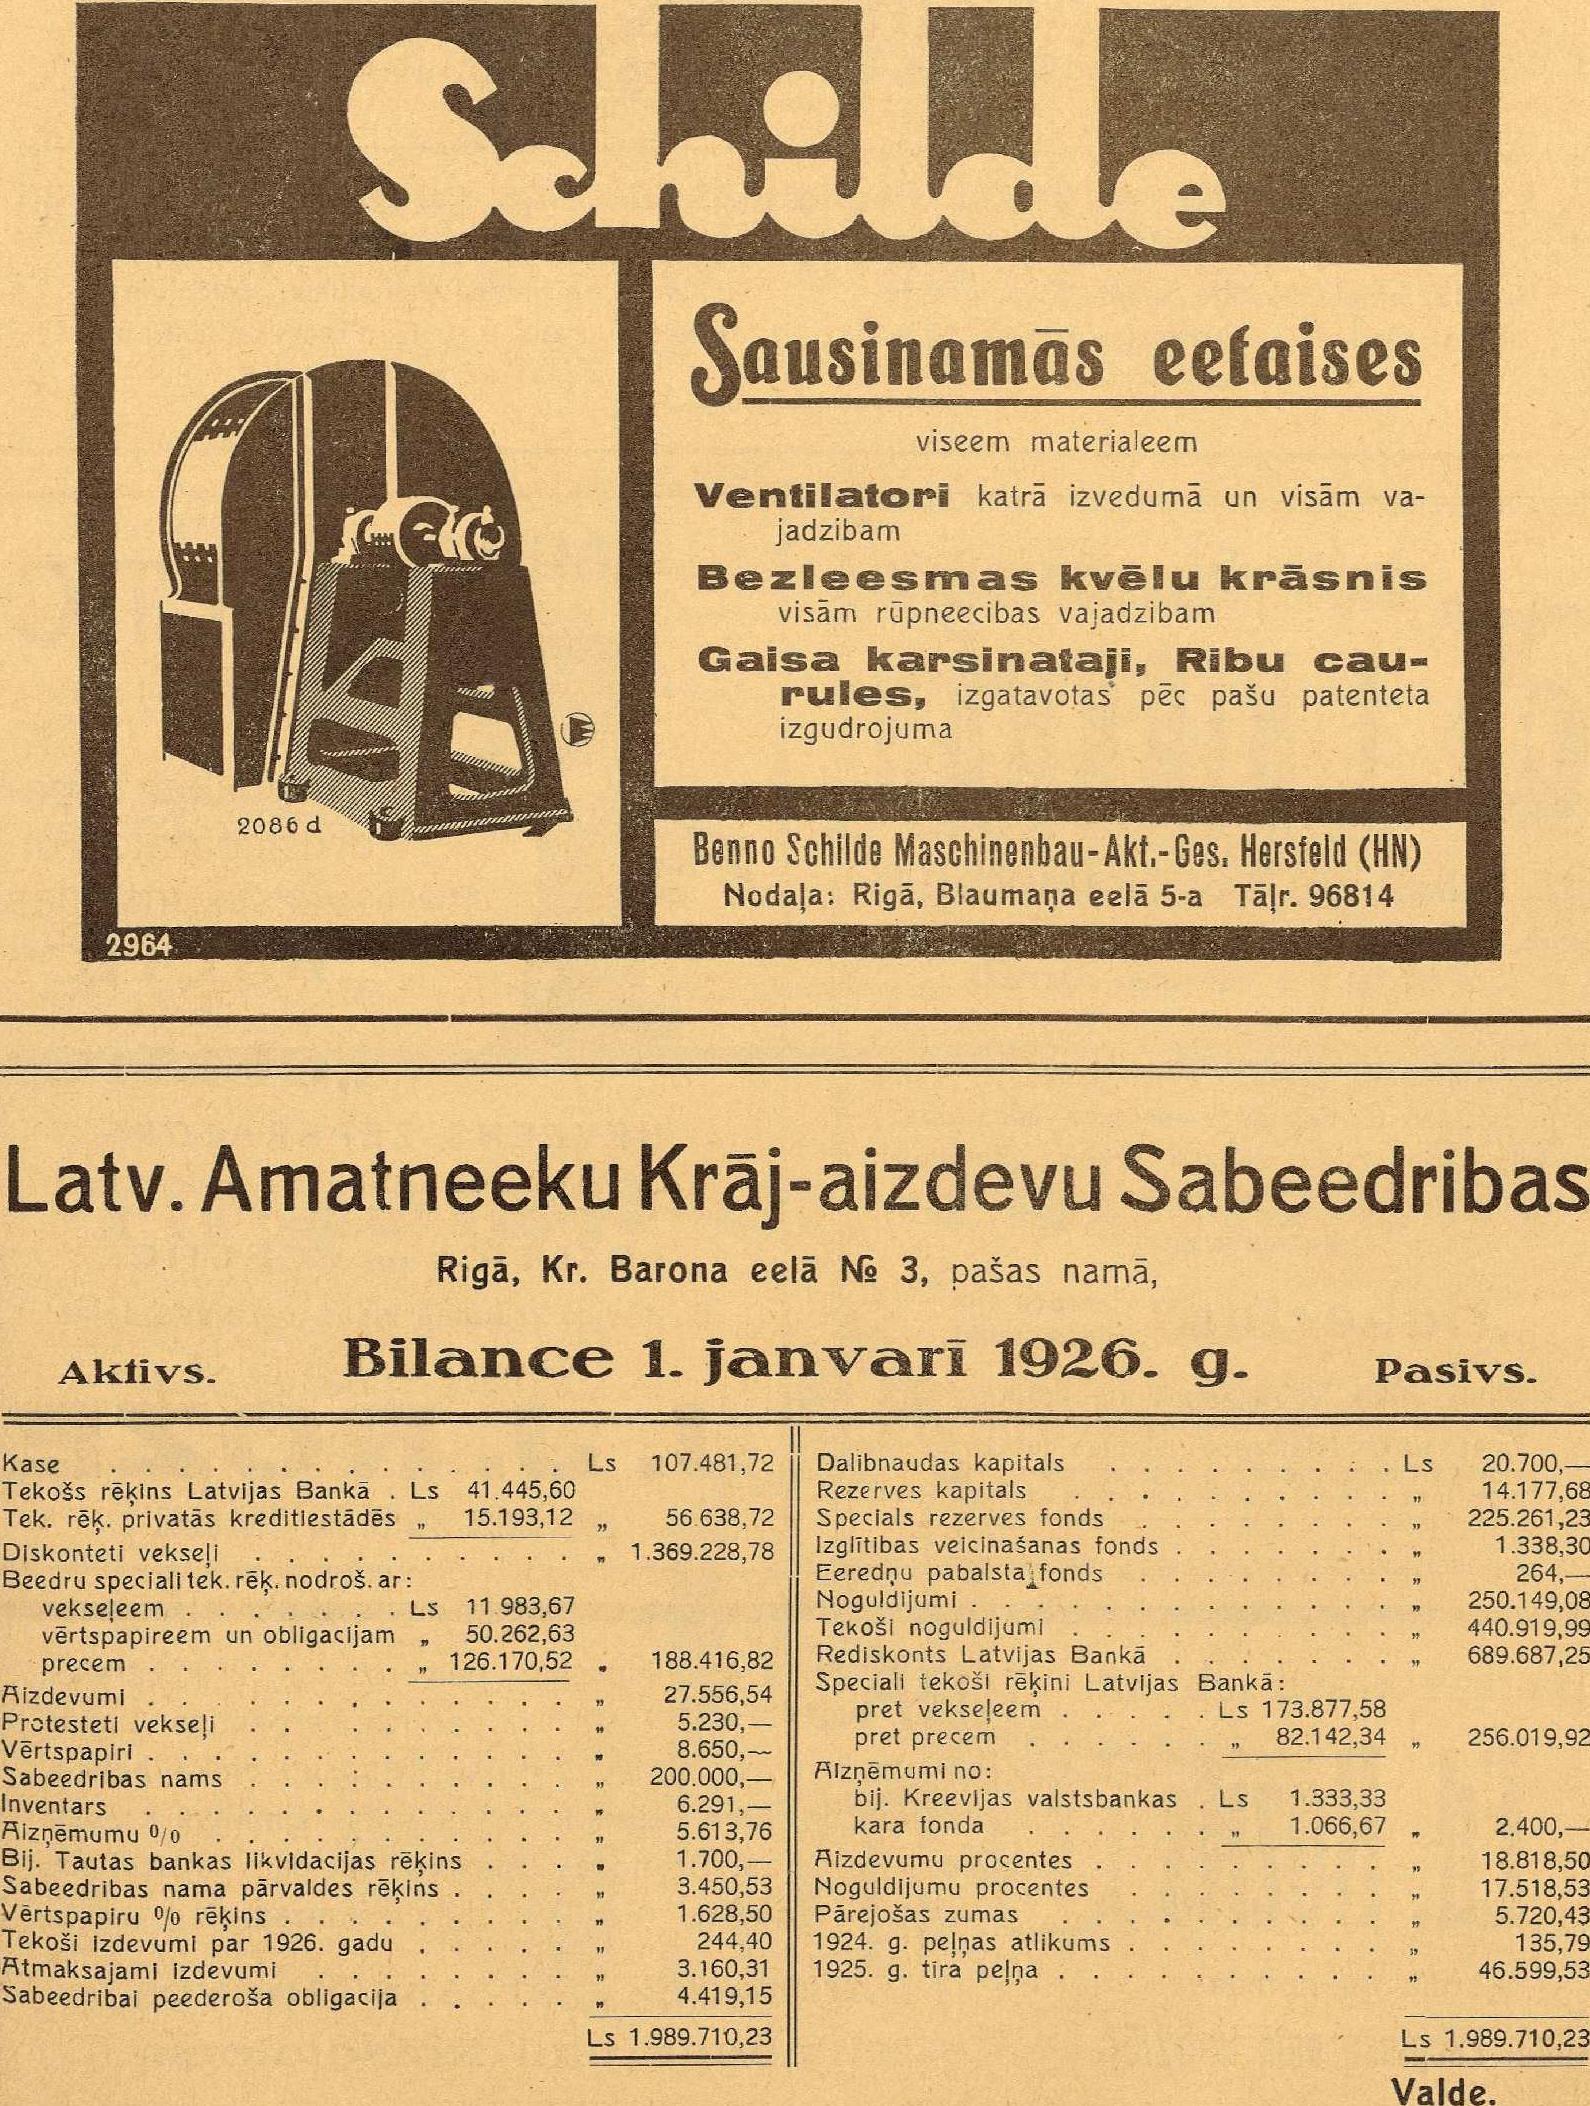 Schilde
Sausinamās eetaises
viseem materialeem
Ventilatori katrā izvedumā un visām va-
jadzibam
Bezleesmas kvēlu krāsnis
visām rūpneecibas vajadzibam
Gaisa karsinataji, Ribu cau-
rules, izgatavotas pēc pašu patenteta
izgudrojuma
2086 d
Benno Schilde Maschinenbau-Akt.-Ges. Hersfeld (HN)
Nodaļa: Rigā, Blaumaņa eelā 5-a Tāļr. 96814
2964
Latv. Amatneeku Krāj-aizdevu Sabeedribas
Rigā, Kr. Barona eelā № 3, pašas namā,
Aktivs. Bilance 1. janvarī 1926. g. Pasivs.
Kase . . . . . . . . . . . . . . Ls 107.481,72
Tekošs rēķins Latvijas Bankā . Ls 41.445,60
Tek. rēķ. privatās kreditiestādēs „ 15.193,12 „ 56.638,72
Diskonteti vekseļi . . . . . . . . . . . „ 1.369.228,78
Beedru speciali tek. rēķ. nodroš. ar:
vekseļeem . . . . . . . Ls 11.983,67
vērtspapireem un obligacijam „ 50.262,63
precem . . . . . . . . „ 126.170,52 „ 188.416,82
Aizdevumi . . . . . . . . . . . . . „ 27.556,54
Protesteti vekseļi . . . . . . . . . „ 5.230,—
Vērtspapiri . . . . . . . . . . . . . „ 8.650,—
Sabeedribas nams . . . . . . . . . . „ 200.000,—
Inventars . . . . . . . . . . . . . „ 6.291,—
Aizņēmumu % . . . . . . . . . . . „ 5.613,76
Bij. Tautas bankas likvidacijas rēķins . . . „ 1.700,—
Sabeedribas nama pārvaldes rēķins . . . . „ 3.450,53
Vērtspapiru % rēķins . . . . . . . . . „ 1.628,50
Tekoši izdevumi par 1926. gadu . . . . . „ 244,40
Atmaksajami izdevumi . . . . . . . . „ 3.160,31
Sabeedribai peederoša obligacija . . . . . „ 4.419,15
Ls 1.989.710,23
Dalibnaudas kapitals . . . . . . . . . Ls 20.700,—
Rezerves kapitals . . . . . . . . . . „ 14.177,68
Specials rezerves fonds . . . . . . . . „ 225.261,23
Izglītibas veicinašanas fonds . . . . . . . „ 1.338,30
Eeredņu pabalsta fonds . . . . . . . . „ 264,—
Noguldijumi . . . . . . . . . . . . . „ 250.149,08
Tekoši noguldijumi . . . . . . . . . . „ 440.919,99
Rediskonts Latvijas Bankā . . . . . . . „ 689.687,25
Speciali tekoši rēķini Latvijas Bankā:
pret vekseļeem . . . . . Ls 173.877,58
pret precem . . . . . . „ 82.142,34 „ 256.019,92
Aizņēmumi no:
bij. Kreevijas valstsbankas . Ls 1.333,33
kara fonda . . . . . . „ 1.066,67 „ 2.400,—
Aizdevumu procentes . . . . . . . . . „ 18.818,50
Noguldijumu procentes . . . . . . . . „ 17.518,53
Pārejošas zumas . . . . . . . . . . „ 5.720,43
1924. g. peļņas atlikums . . . . . . . . „ 135,79
1925. g. tīrā peļņa . . . . . . . . . . „ 46.599,53
Ls 1.989.710,23
Valde.